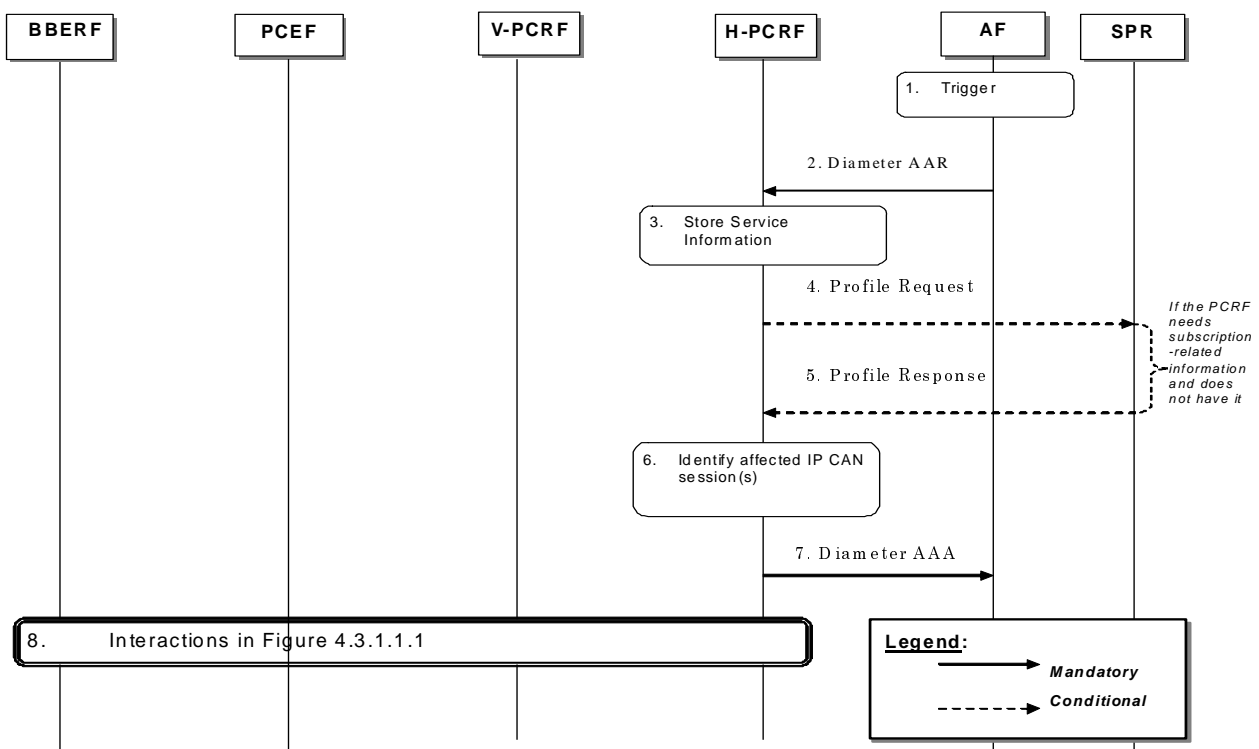 BBERF
PCEF
V-PCRF
H-PCRF
AF
SPR
1. Trigger
2. Diameter AAR
3. Store Service
Information
4. Profile Request
If the PCRF
needs
subscription
-related
information
and does
not have it
5. Profile Response
6. Identify affected IP CAN
session(s)
7. Diameter AAA
8. Interactions in Figure 4.3.1.1.1
Legend:
Mandatory
Conditional